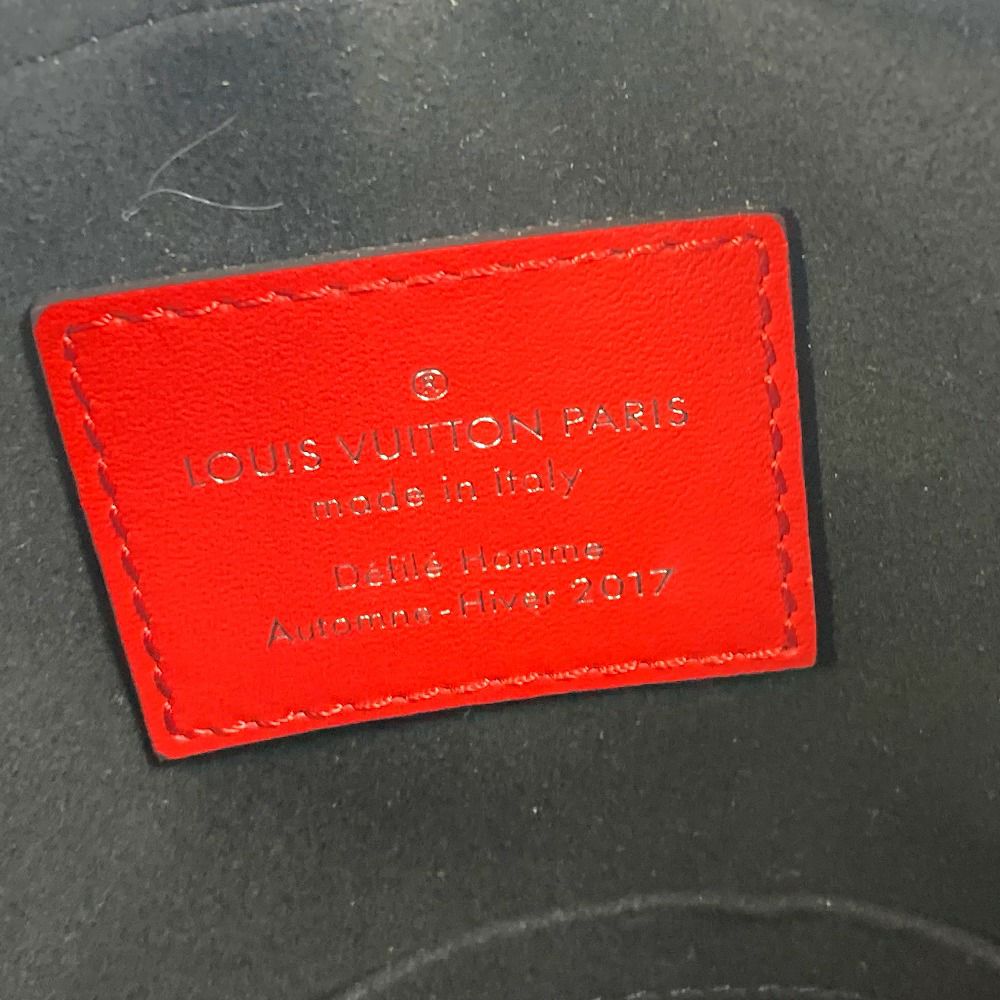 ®
LOUIS VUITTON PARIS
made in italy
Défilé Homme
Automne-Hiver 2017